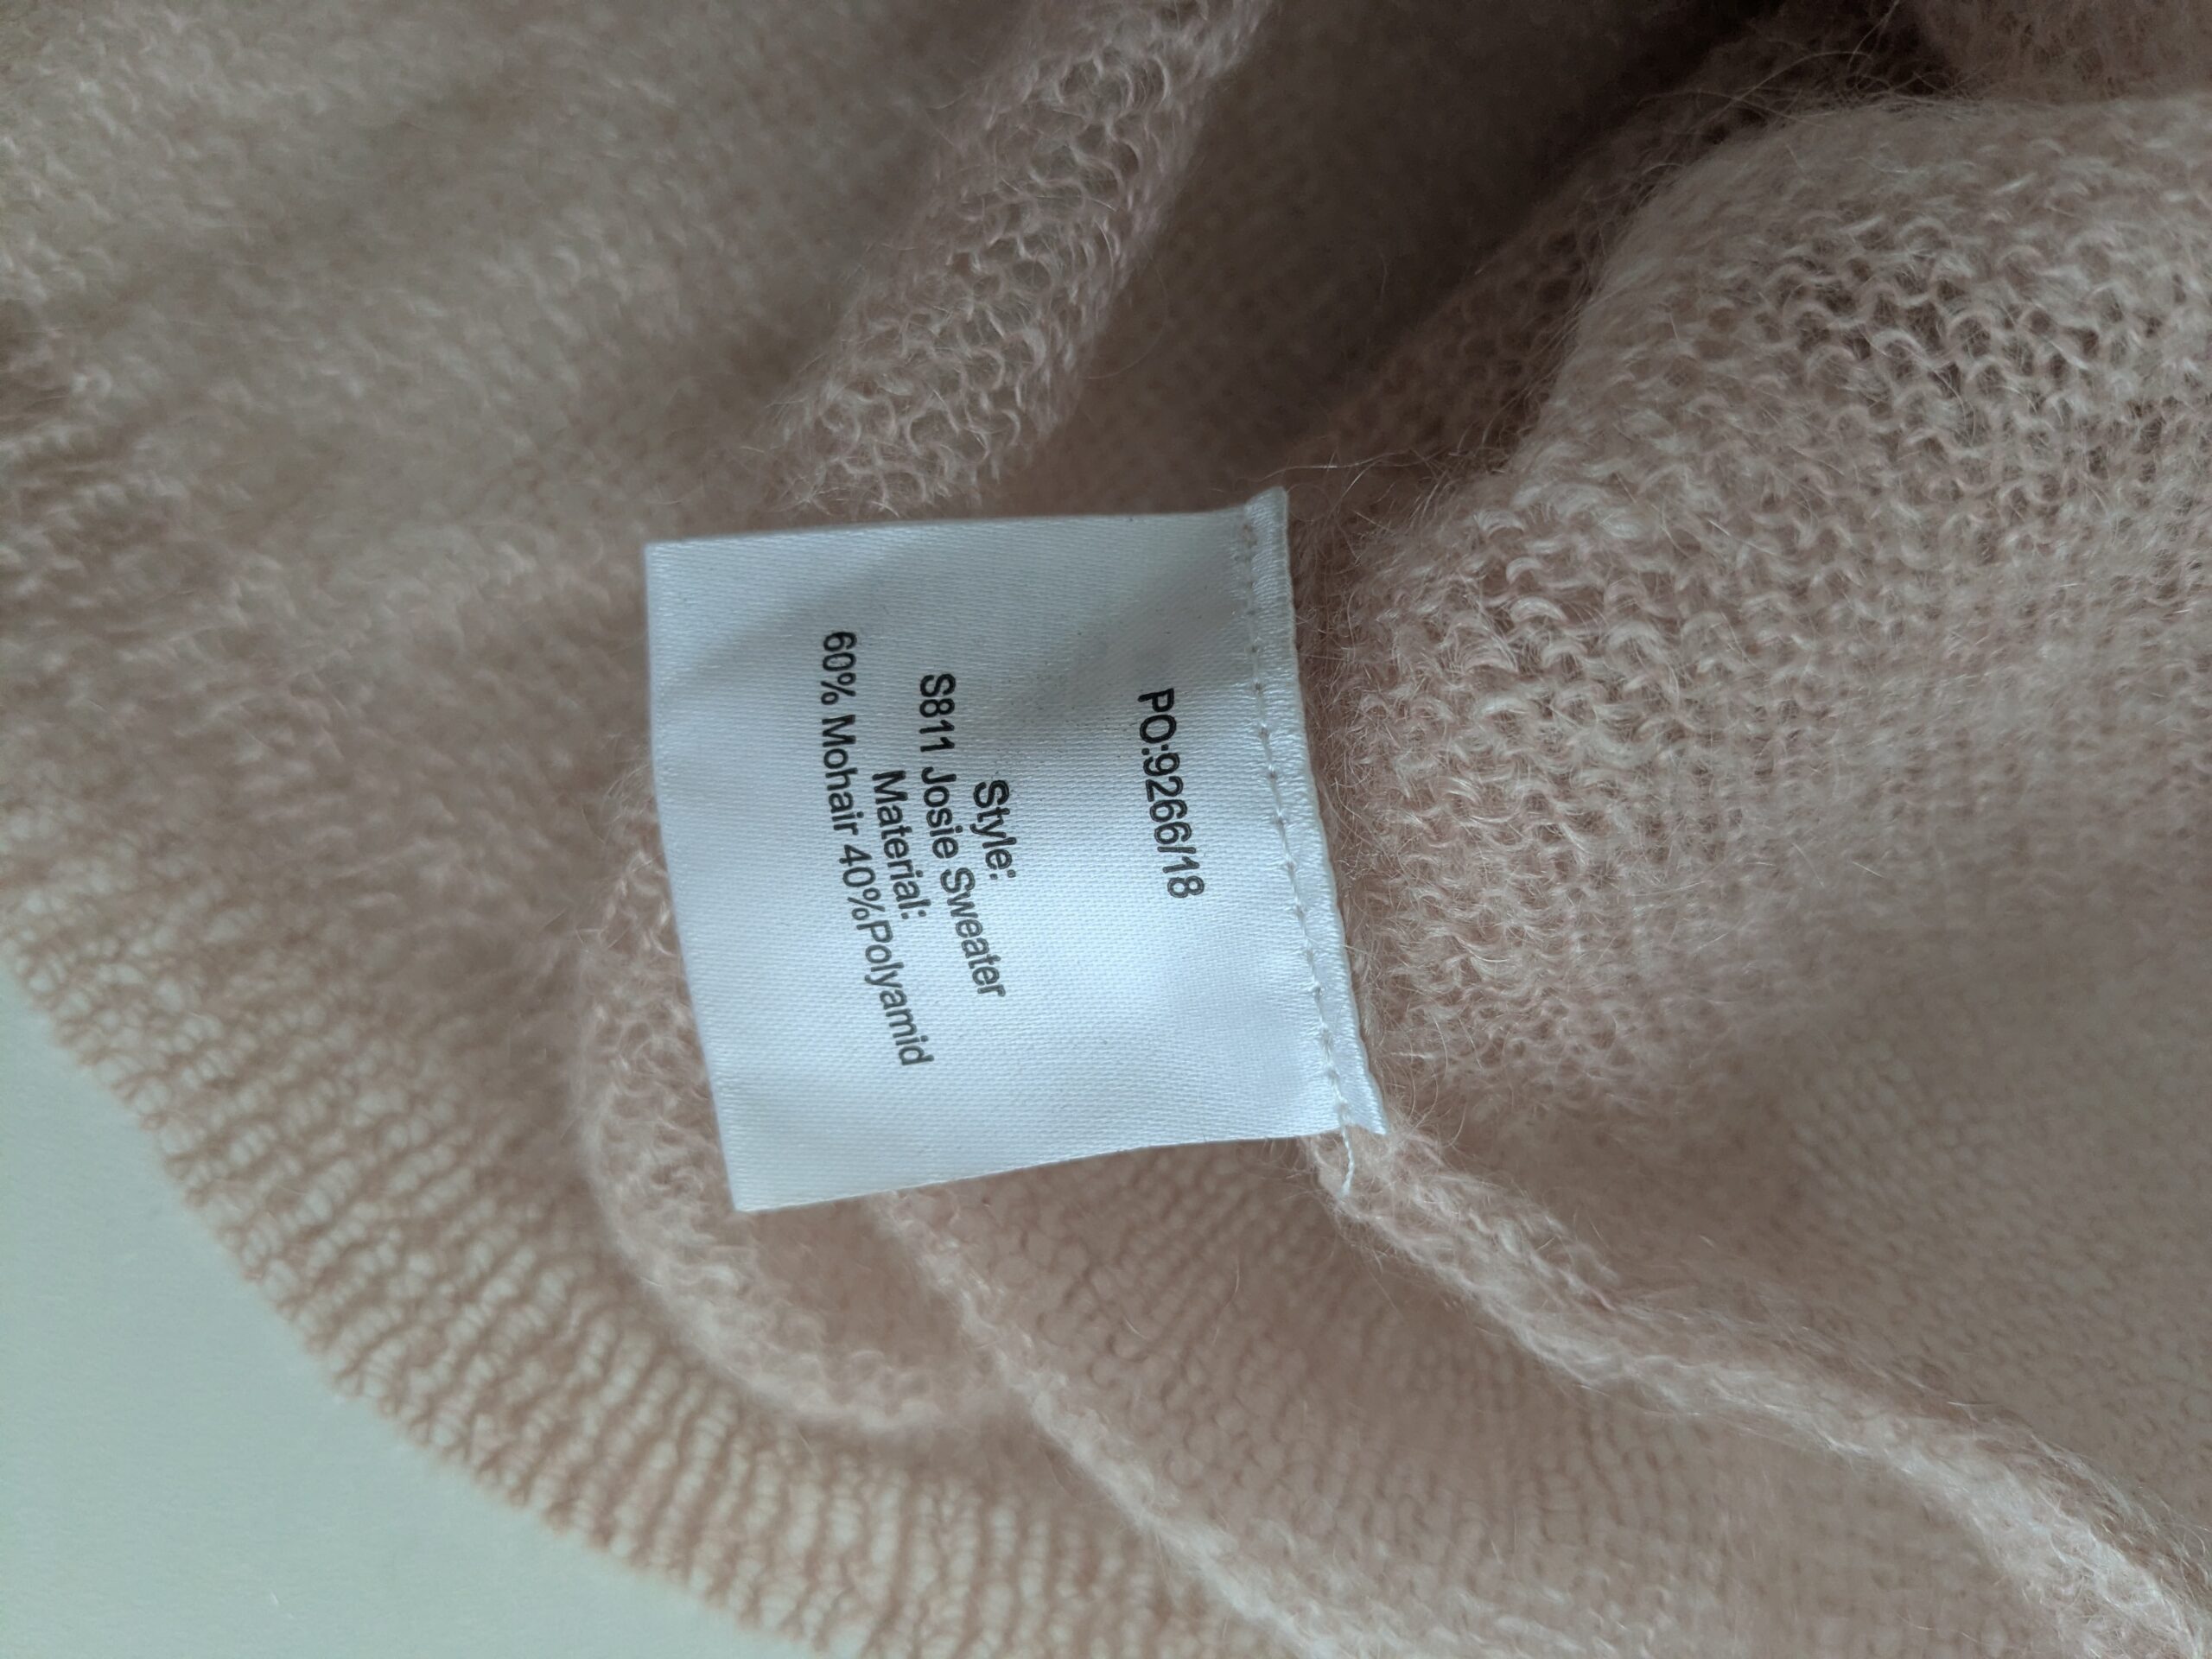 PO:9266/18
Style:
S811 Josie Sweater
Material:
60% Mohair 40%Polyamid